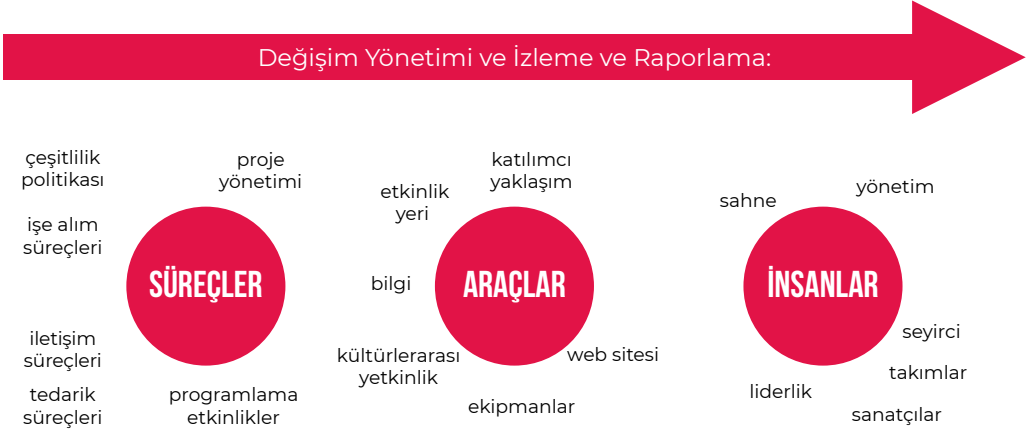 Değişim Yönetimi ve İzleme ve Raporlama:
çeşitlilik
politikası
proje
yönetimi
işe alım
süreçleri
SÜREÇLER
iletişim
süreçleri
tedarik
süreçleri
programlama
etkinlikler
katılımcı
yaklaşım
etkinlik
yeri
bilgi
ARAÇLAR
kültürlerarası
yetkinlik
web sitesi
ekipmanlar
sahne
yönetim
İNSANLAR
seyirci
takımlar
liderlik
sanatçılar